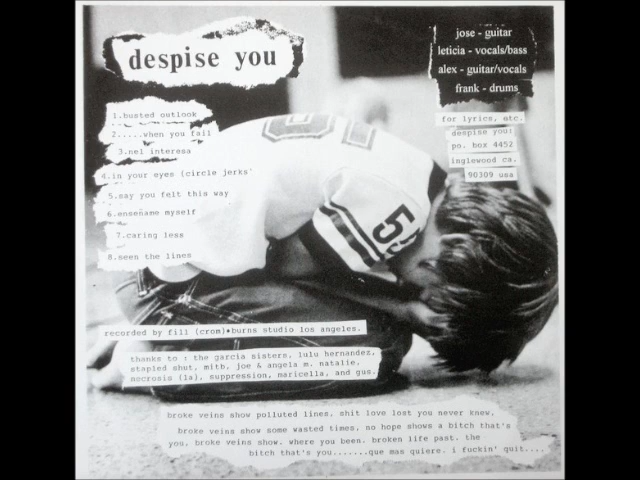 despise you
jose - guitar
leticia - vocals/bass
alex - guitar/vocals
frank - drums
1.busted outlook
2.....when you fall
3.nel interesa
4.in your eyes (circle jerks'
5.say you felt this way
6.enseñame myself
7.caring less
8.seen the lines
for lyrics, etc.
despise you:
po. box 4452
inglewood ca.
90309 usa
55
recorded by fill (crom)•burns studio los angeles.
thanks to : the garcia sisters, lulu hernandez,
stapled shut, mitb, joe & angela m. natalie,
necrosis (la), suppression, maricella, and gus.
broke veins show polluted lines, shit love lost you never knew,
broke veins show some wasted times, no hope shows a bitch that's
you, broke veins show, where you been, broken life past, the
bitch that's you.......que mas quiere, i fuckin' quit....